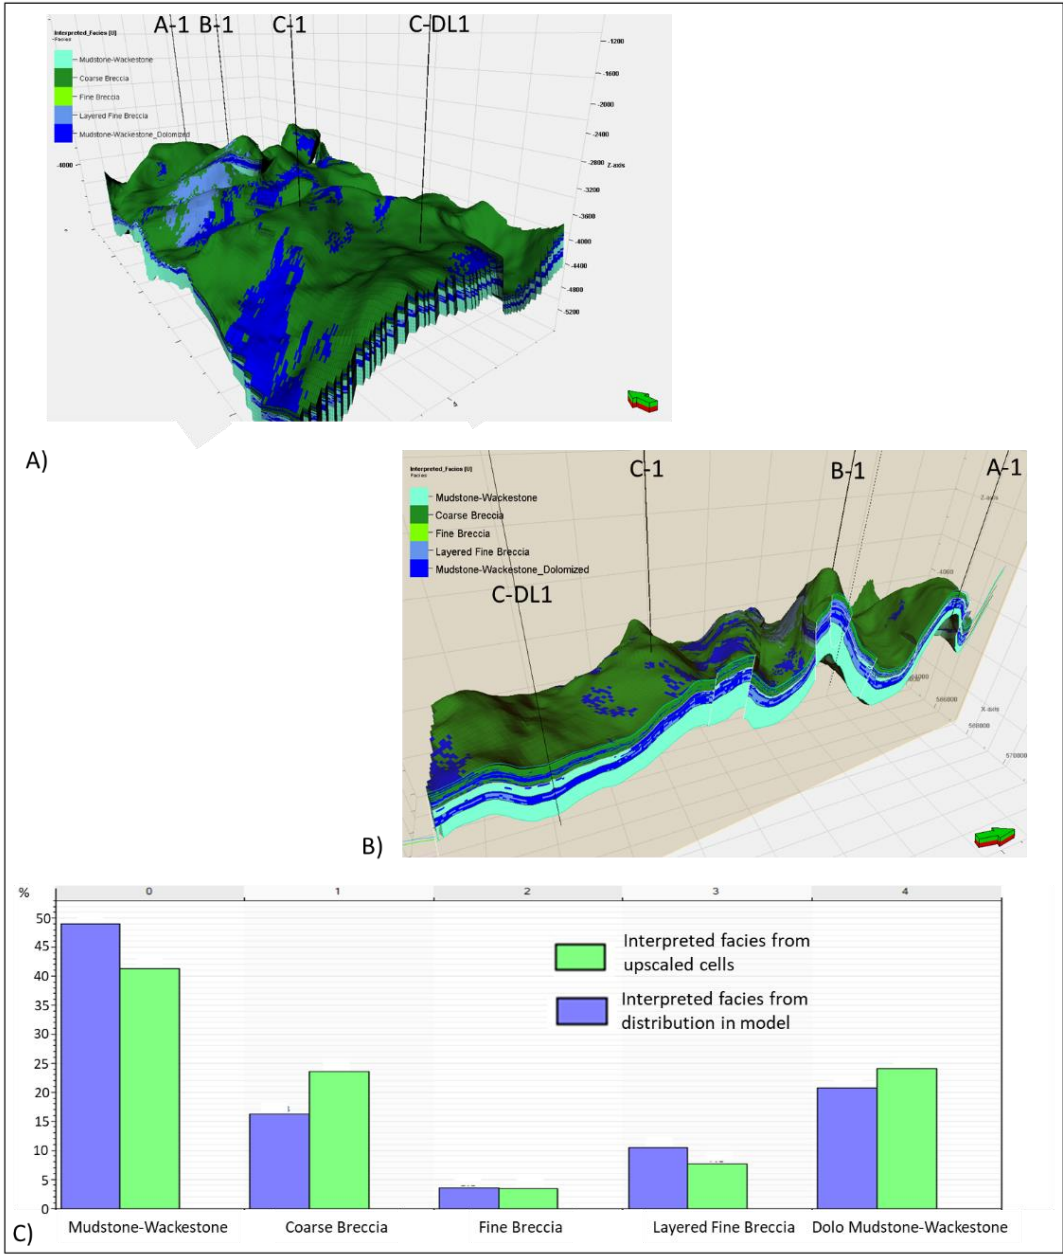 A-1 B-1 C-1 C-DL1
Interpreted_Facies [U]
Facies
Mudstone-Wackestone
Coarse Breccia
Fine Breccia
Layered Fine Breccia
Mudstone-Wackestone_Dolomized
-4000
-1200
-1600
-2000
-2400
-2800
Z-axis
-3200
-3600
-4000
-4400
-4800
-5200
A)
C-1 B-1 A-1
Interpreted_Facies [U]
Facies
Mudstone-Wackestone
Coarse Breccia
Fine Breccia
Layered Fine Breccia
Mudstone-Wackestone_Dolomized
C-DL1
Z-axis
-4000
X-axis
B)
% 0 1 2 3 4
50
45
40
35
30
25
20
15
10
5
0
Interpreted facies from
upscaled cells
Interpreted facies from
distribution in model
Mudstone-Wackestone Coarse Breccia Fine Breccia Layered Fine Breccia Dolo Mudstone-Wackestone
C)